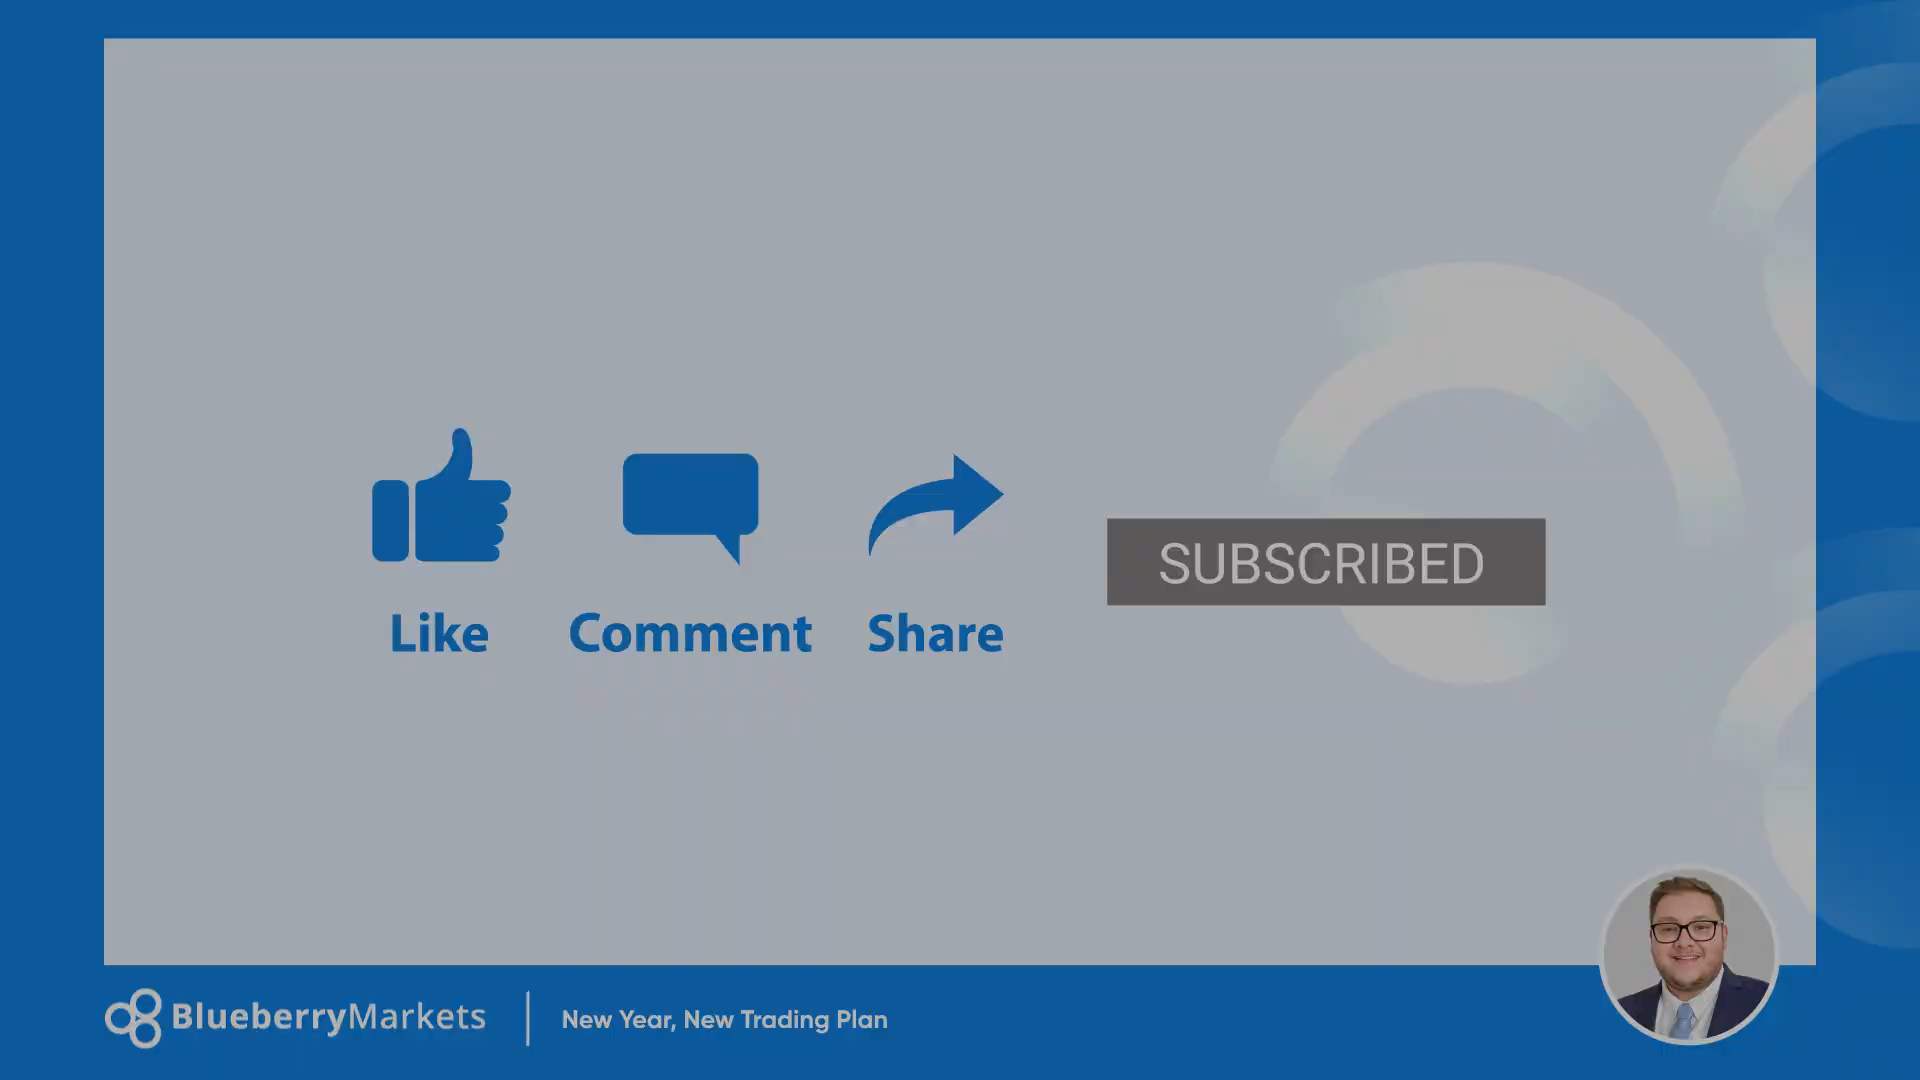 SUBSCRIBED
Like Comment Share
BlueberryMarkets New Year, New Trading Plan